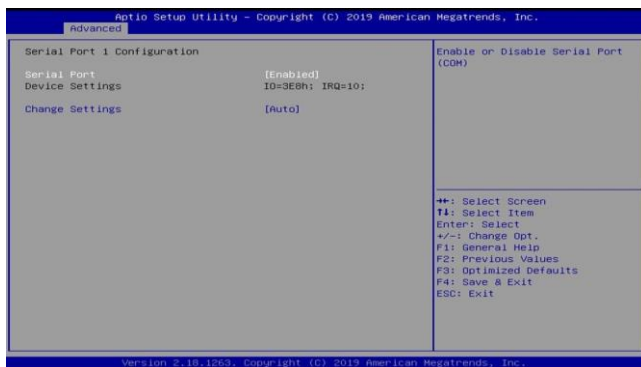 Aptio Setup Utility - Copyright (C) 2019 American Megatrends, Inc.
Advanced
Serial Port 1 Configuration
Serial Port [Enabled]
Device Settings IO=3E8h; IRQ=10;
Change Settings [Auto]
Enable or Disable Serial Port
(COM)
→←: Select Screen
↑↓: Select Item
Enter: Select
+/-: Change Opt.
F1: General Help
F2: Previous Values
F3: Optimized Defaults
F4: Save & Exit
ESC: Exit
Version 2.18.1263. Copyright (C) 2019 American Megatrends, Inc.